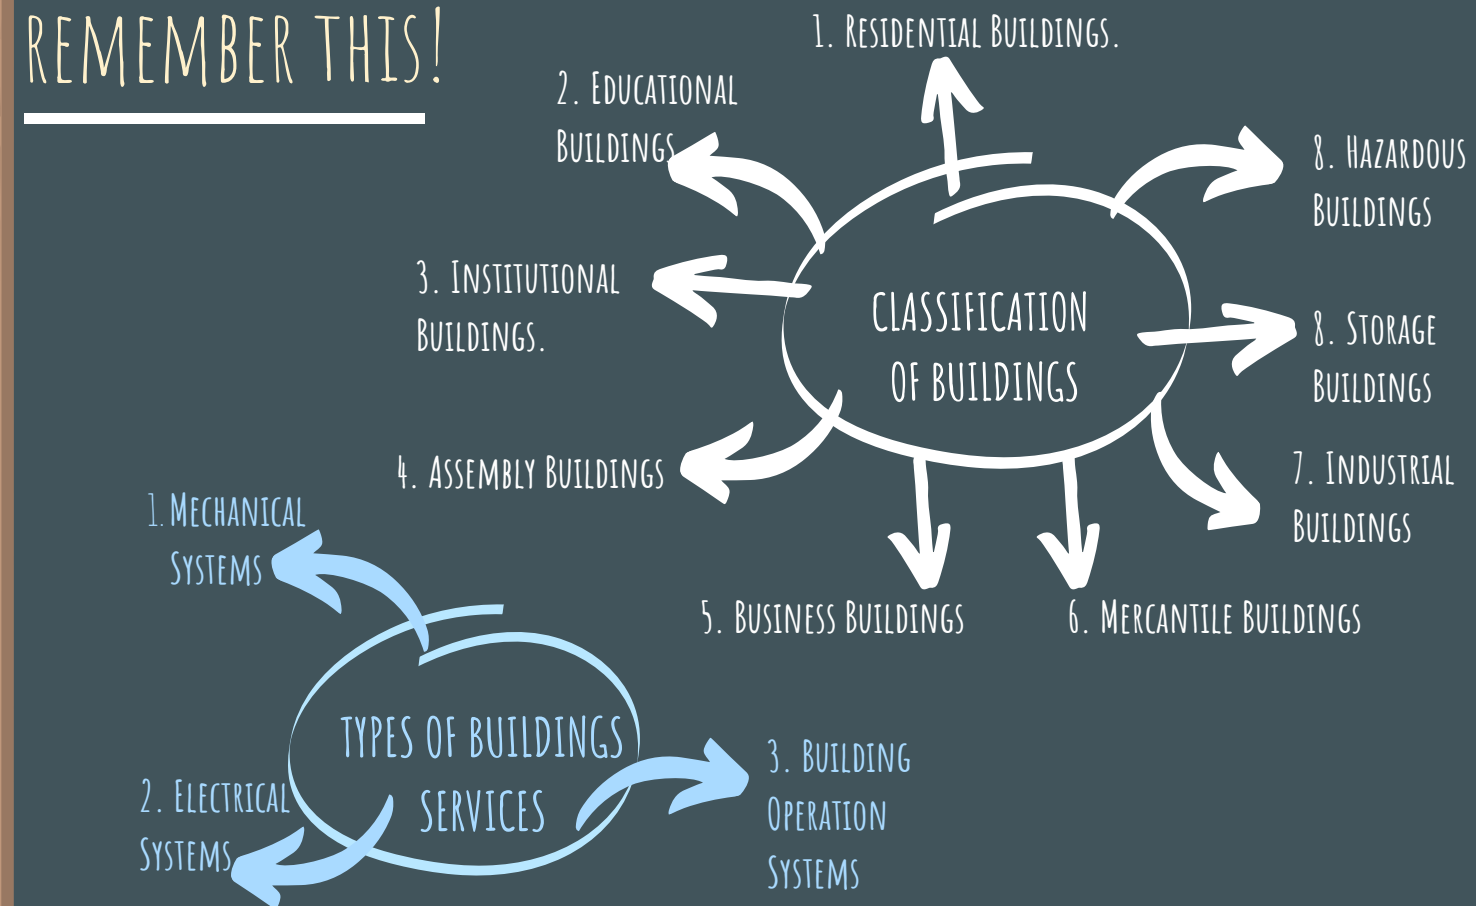 REMEMBER THIS!
1. RESIDENTIAL BUILDINGS.
2. EDUCATIONAL
BUILDINGS
3. INSTITUTIONAL
BUILDINGS.
4. ASSEMBLY BUILDINGS
5. BUSINESS BUILDINGS
6. MERCANTILE BUILDINGS
7. INDUSTRIAL
BUILDINGS
8. STORAGE
BUILDINGS
8. HAZARDOUS
BUILDINGS
CLASSIFICATION
OF BUILDINGS
1. MECHANICAL
SYSTEMS
2. ELECTRICAL
SYSTEMS
3. BUILDING
OPERATION
SYSTEMS
TYPES OF BUILDINGS
SERVICES